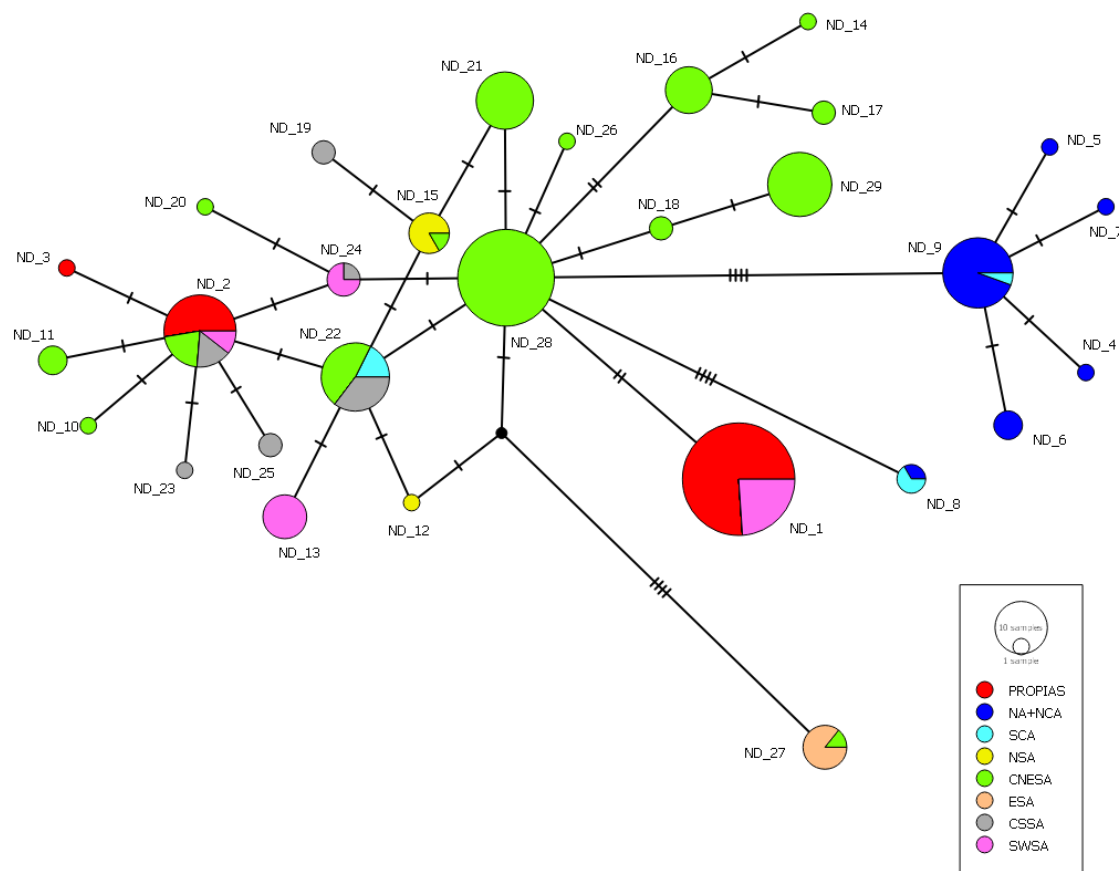 ND_14
ND_16
ND_21
ND_17
ND_26
ND_19
ND_5
ND_29
ND_15
ND_20
ND_18
ND_7
ND_24
ND_9
ND_3
ND_2
ND_11
ND_22
ND_28
ND_4
ND_10
ND_6
ND_25
ND_23
ND_8
ND_12
ND_1
ND_13
ND_27
10 samples
1 sample
PROPIAS
NA+NCA
SCA
NSA
CNESA
ESA
CSSA
SWSA